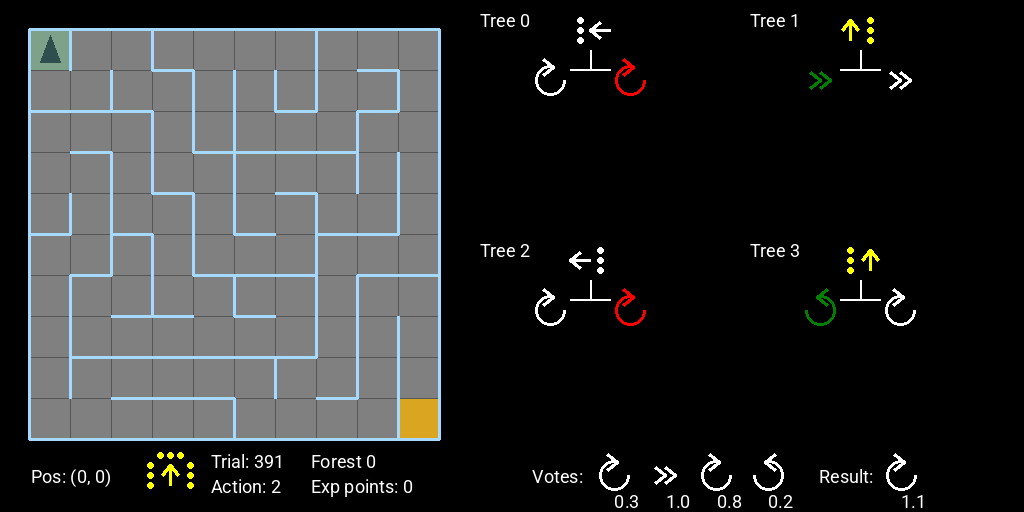 Tree 0
Tree 1
Tree 2
Tree 3
Pos: (0, 0)
Trial: 391
Forest 0
Action: 2
Exp points: 0
Votes:
0.3
1.0
0.8
0.2
Result:
1.1